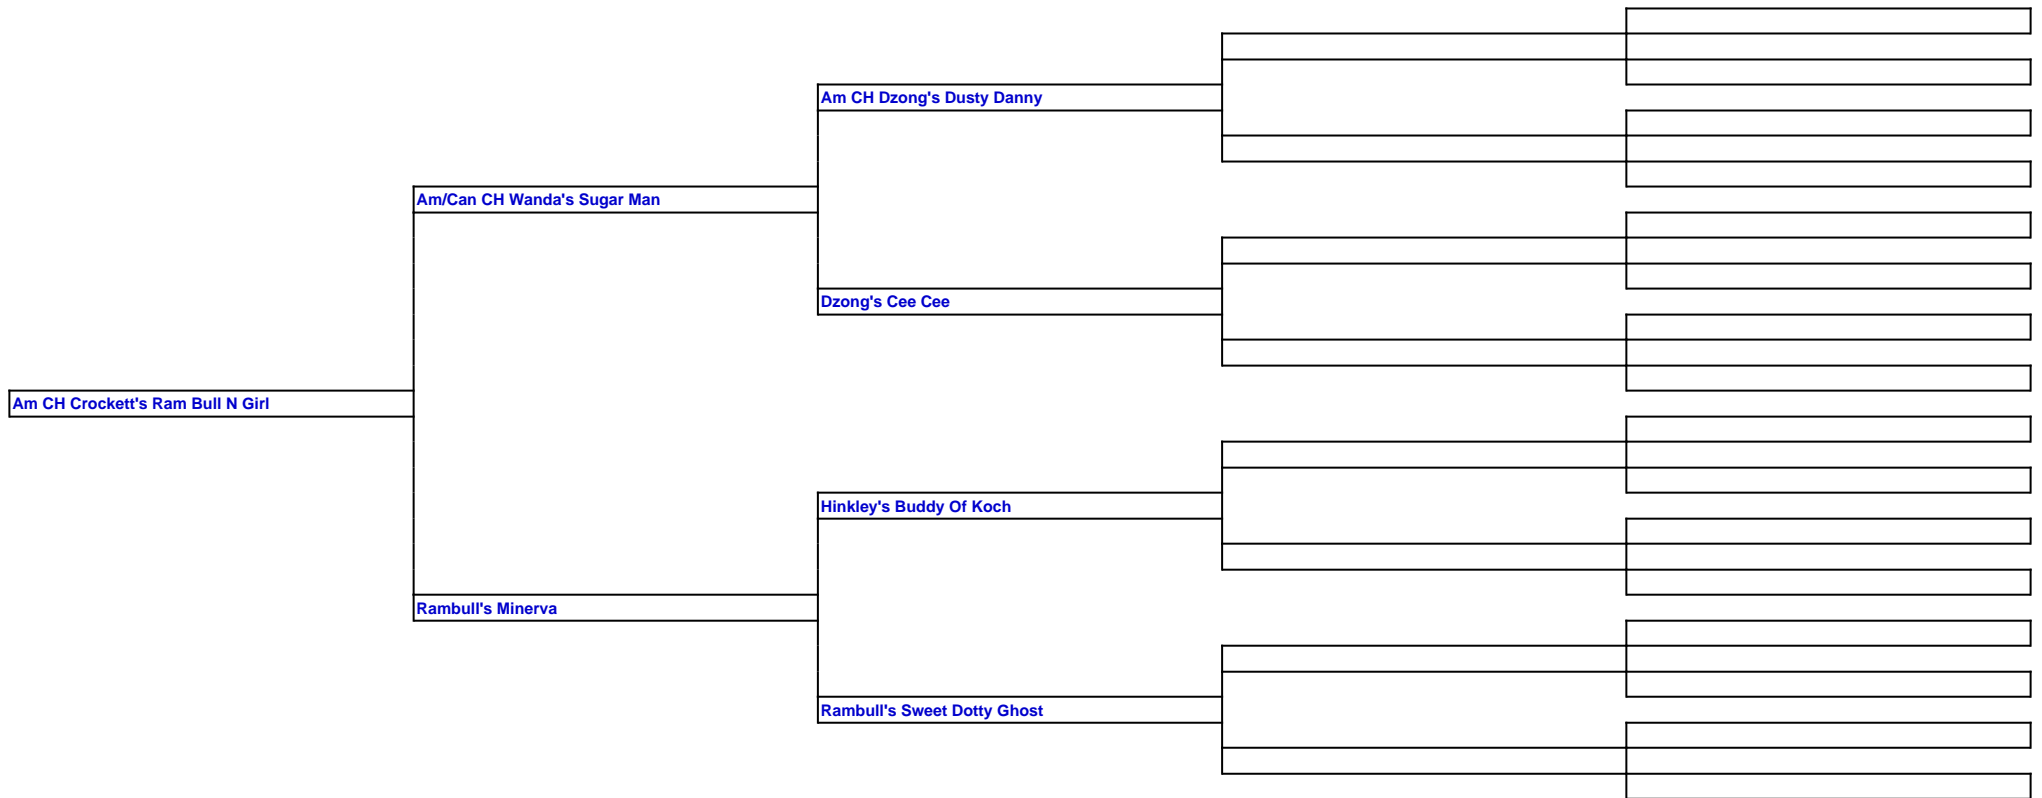 Am CH Dzong's Dusty Danny
Am/Can CH Wanda's Sugar Man
Dzong's Cee Cee
Am CH Crockett's Ram Bull N Girl
Hinkley's Buddy Of Koch
Rambull's Minerva
Rambull's Sweet Dotty Ghost